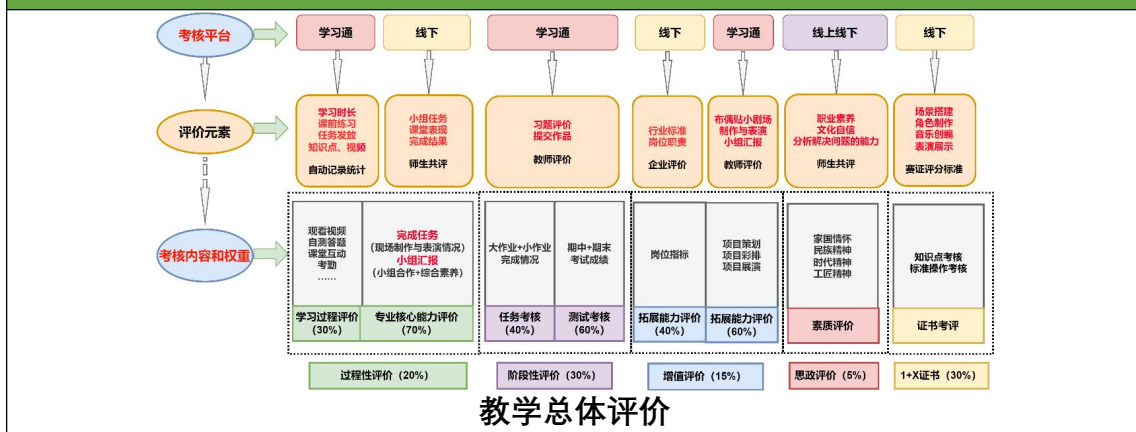 考核平台
学习通
线下
学习通
线下
学习通
线上线下
线下
评价元素
学习时长
课前练习
任务发放
知识点、视频
自动记录统计
小组任务
课堂表现
完成结果
师生共评
习题评价
提交作品
教师评价
行业标准
岗位职责
企业评价
布偶贴小剧场
制作与表演
小组汇报
教师评价
职业素养
文化自信
分析解决问题的能力
师生共评
场景搭建
角色制作
音乐创编
表演展示
赛证评分标准
考核内容和权重
观看视频
自测答题
课堂互动
考勤
……
完成任务
(现场制作与表演情况)
小组汇报
(小组合作+综合素养)
大作业+小作业
完成情况
期中+期末
考试成绩
岗位指标
项目策划
项目彩排
项目展演
家国情怀
民族精神
时代精神
工匠精神
知识点考核
标准操作考核
学习过程评价
(30%)
专业核心能力评价
(70%)
任务考核
(40%)
测试考核
(60%)
拓展能力评价
(40%)
拓展能力评价
(60%)
素质评价
证书考评
过程性评价（20%）
阶段性评价（30%）
增值评价（15%）
思政评价（5%）
1+X证书（30%）
教学总体评价